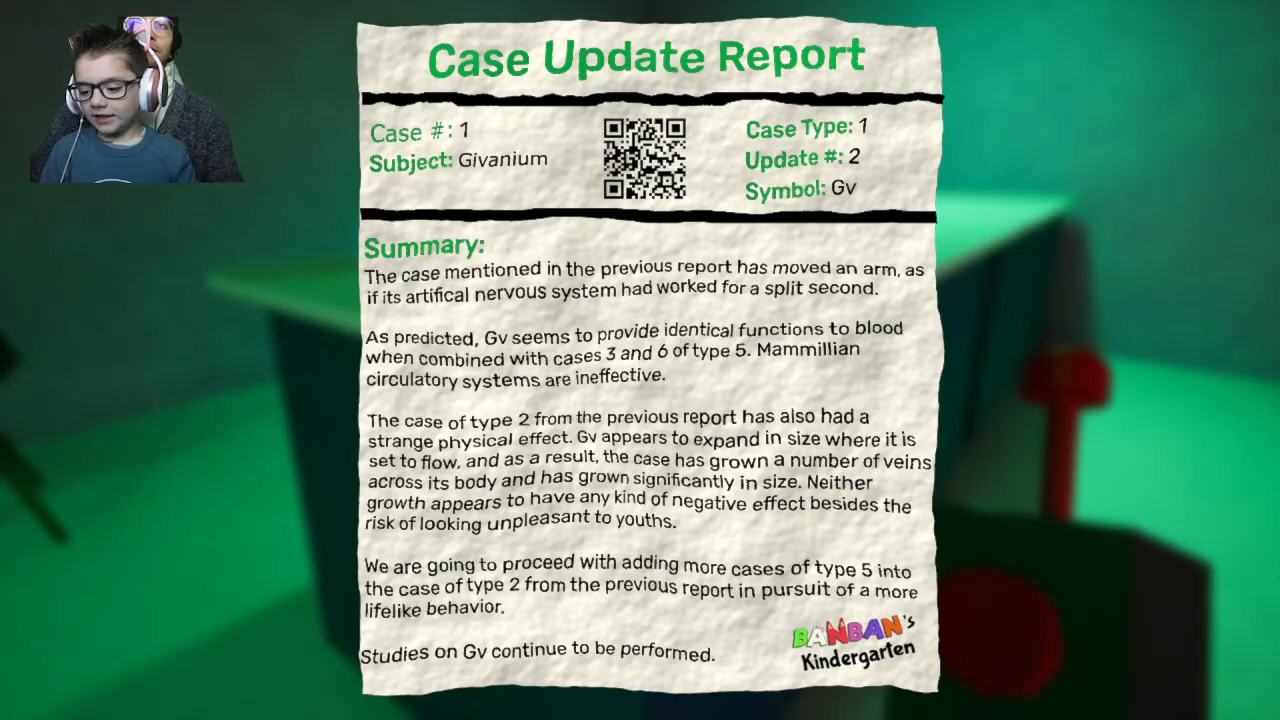 Case Update Report
Case #: 1
Subject: Givanium
Case Type: 1
Update #: 2
Symbol: Gv
Summary:
The case mentioned in the previous report has moved an arm, as
if its artifical nervous system had worked for a split second.
As predicted, Gv seems to provide identical functions to blood
when combined with cases 3 and 6 of type 5. Mammillian
circulatory systems are ineffective.
The case of type 2 from the previous report has also had a
strange physical effect. Gv appears to expand in size where it is
set to flow, and as a result, the case has grown a number of veins
across its body and has grown significantly in size. Neither
growth appears to have any kind of negative effect besides the
risk of looking unpleasant to youths.
We are going to proceed with adding more cases of type 5 into
the case of type 2 from the previous report in pursuit of a more
lifelike behavior.
Studies on Gv continue to be performed.
BANBAN's
Kindergarten